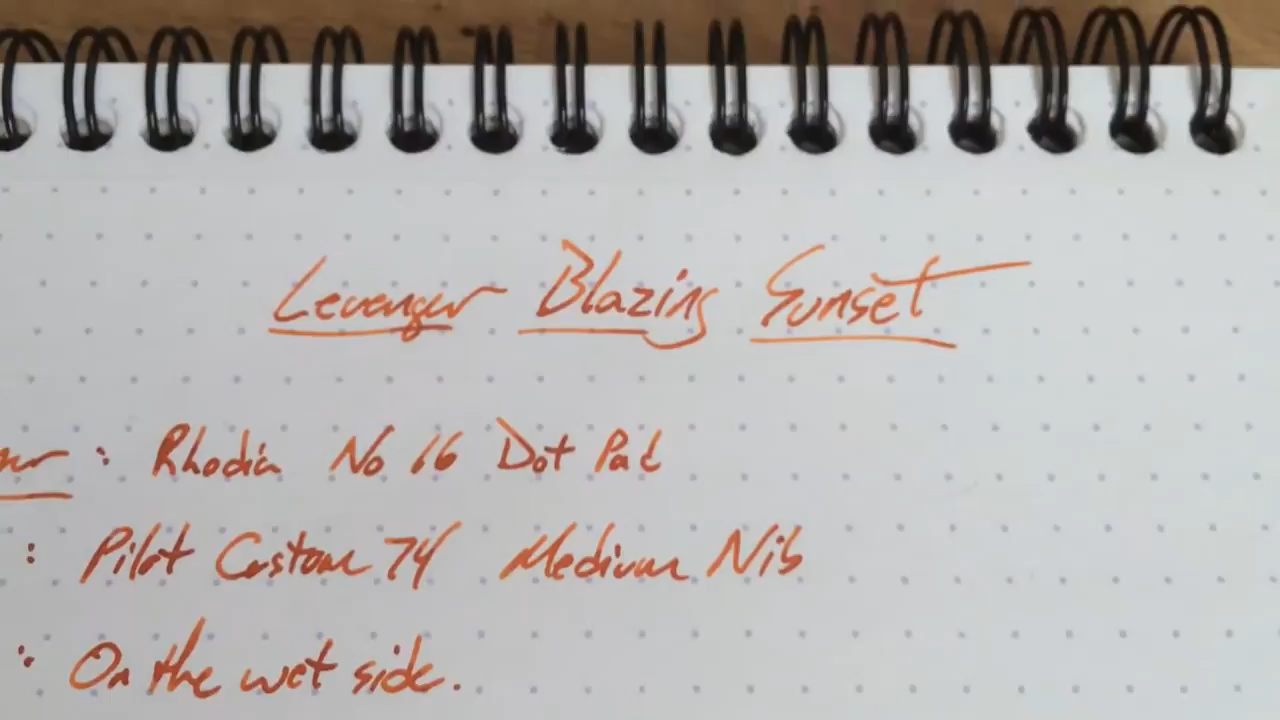 Levenger Blazing Sunset
: Rhodia No 16 Dot Pad
: Pilot Custom 74 Medium Nib
: On the wet side.